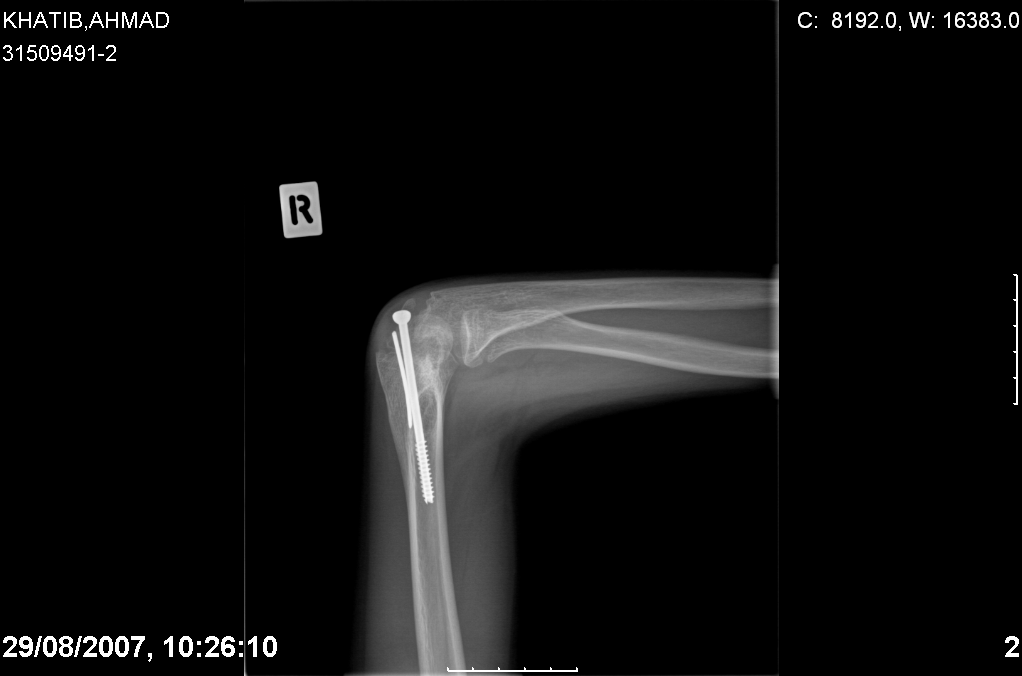 KHATIB,AHMAD
31509491-2
C: 8192.0, W: 16383.0
R
29/08/2007, 10:26:10
2